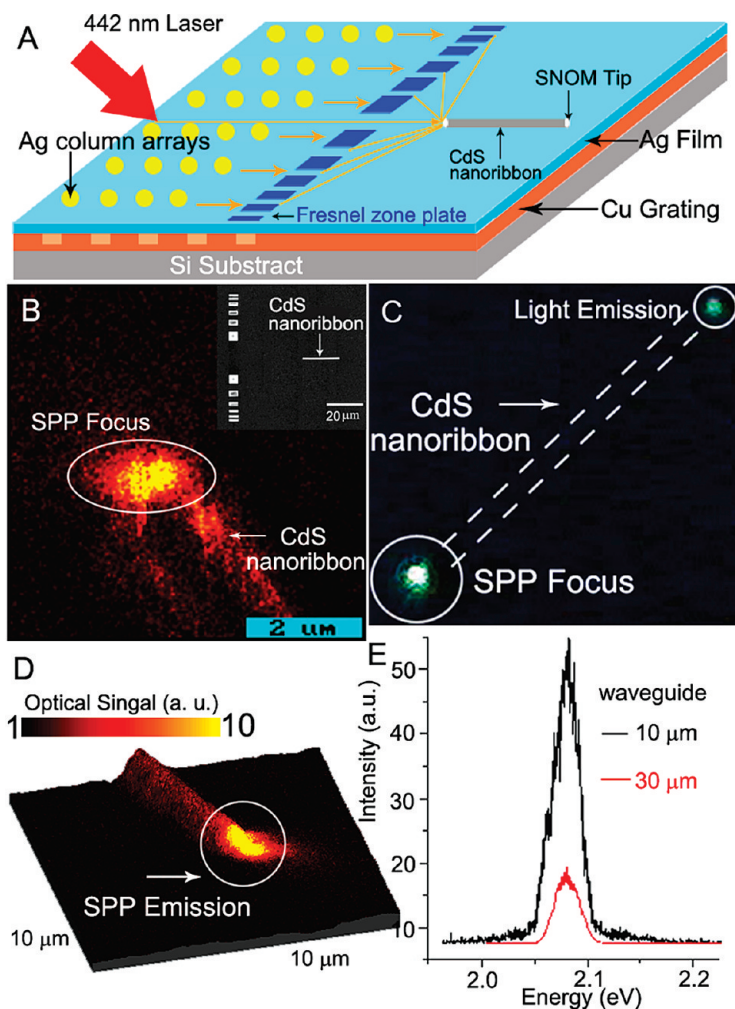 A
442 nm Laser
Ag column arrays
SNOM Tip
CdS
nanoribbon
Ag Film
Cu Grating
Fresnel zone plate
Si Substract
B
CdS
nanoribbon
20 µm
SPP Focus
CdS
nanoribbon
2 um
C
Light Emission
CdS
nanoribbon
SPP Focus
D
Optical Singal (a. u.)
1
10
SPP Emission
10 µm
10 µm
E
Intensity (a.u.)
50
40
30
20
10
waveguide
10 µm
30 µm
2.0
2.1
2.2
Energy (eV)